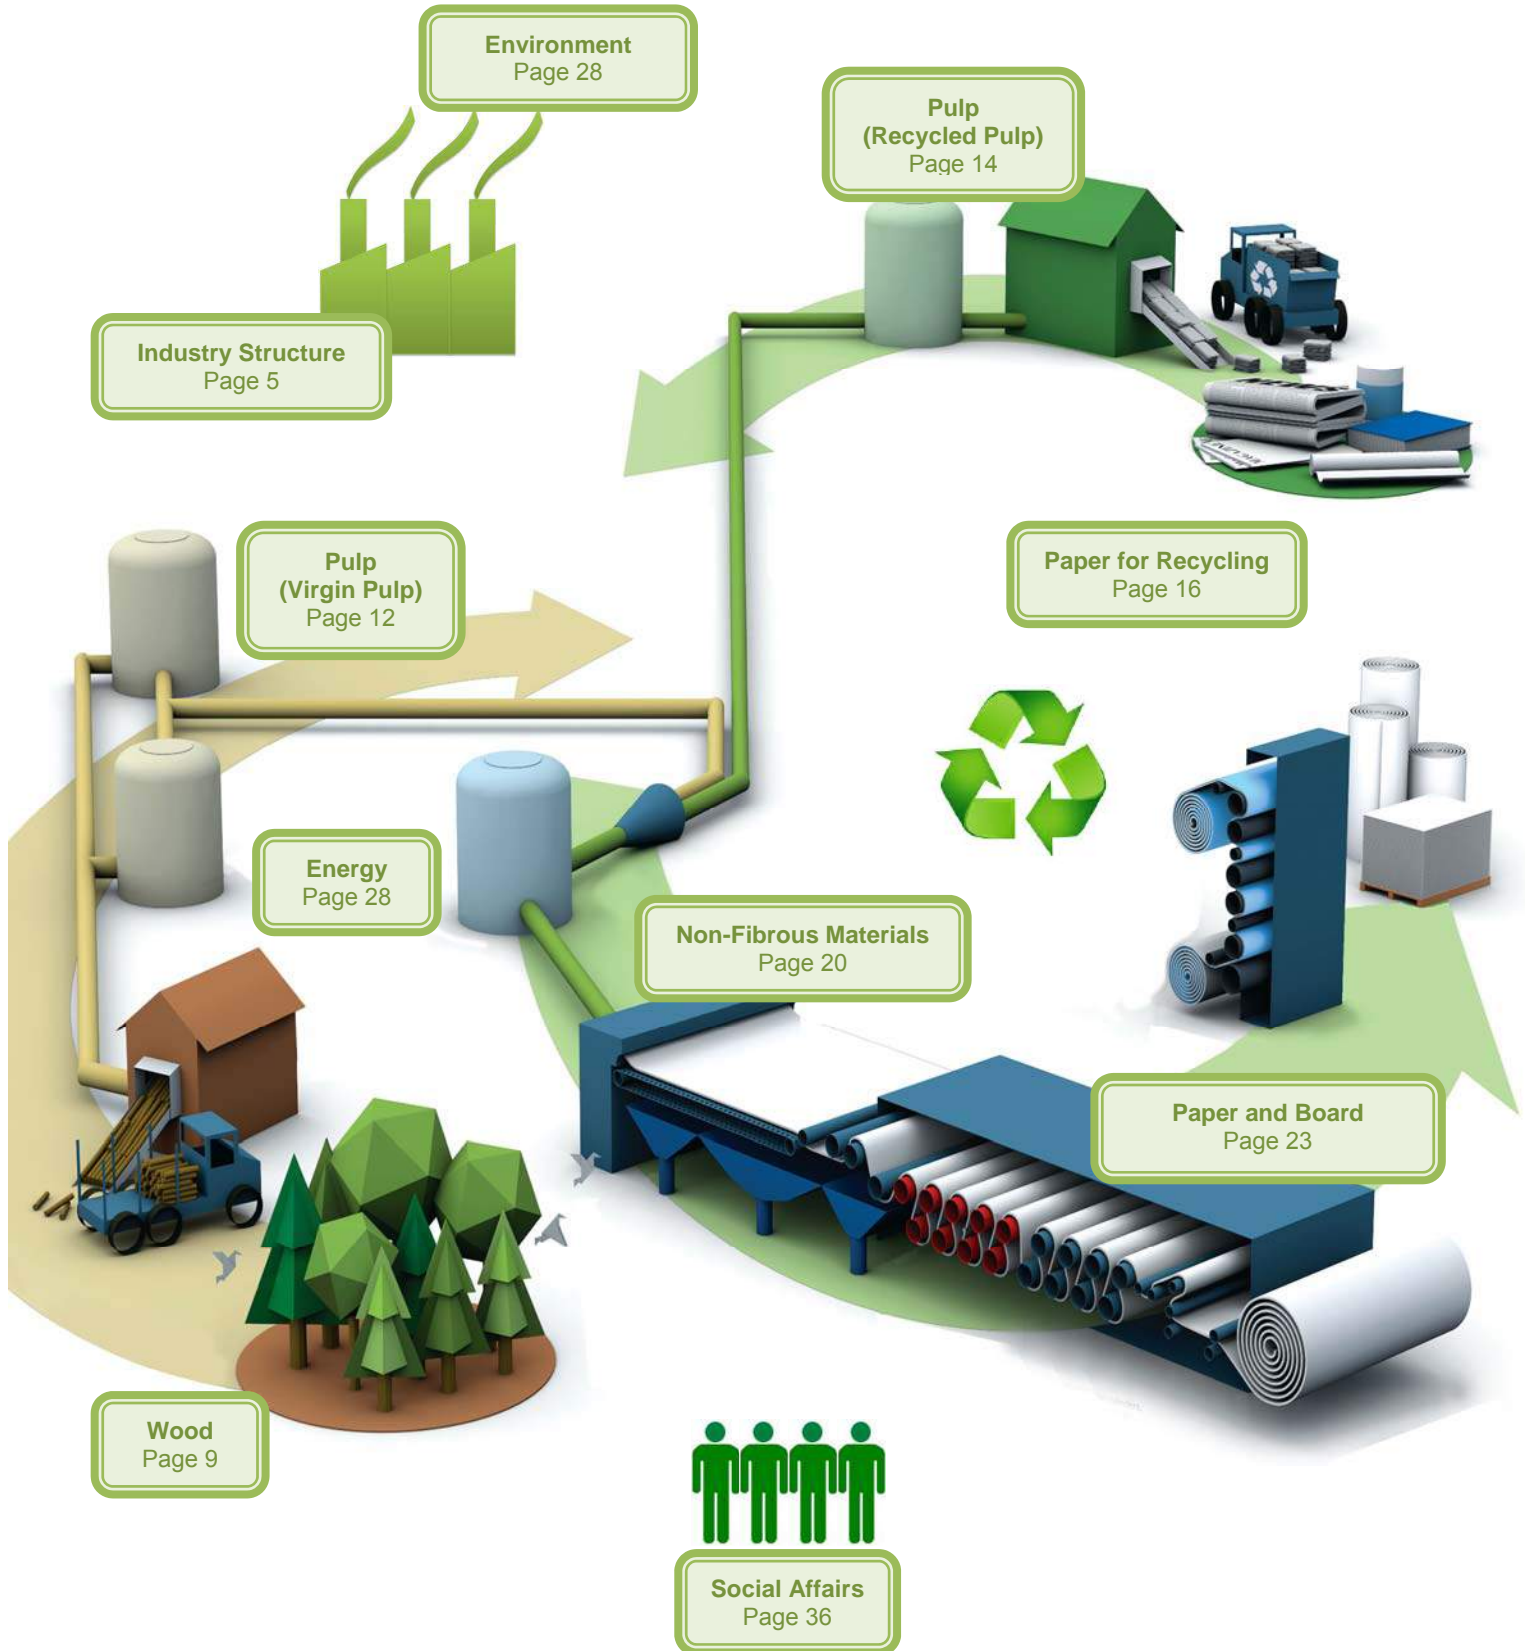 Environment
Page 28
Pulp
(Recycled Pulp)
Page 14
Industry Structure
Page 5
Pulp
(Virgin Pulp)
Page 12
Paper for Recycling
Page 16
Energy
Page 28
Non-Fibrous Materials
Page 20
Paper and Board
Page 23
Wood
Page 9
Social Affairs
Page 36